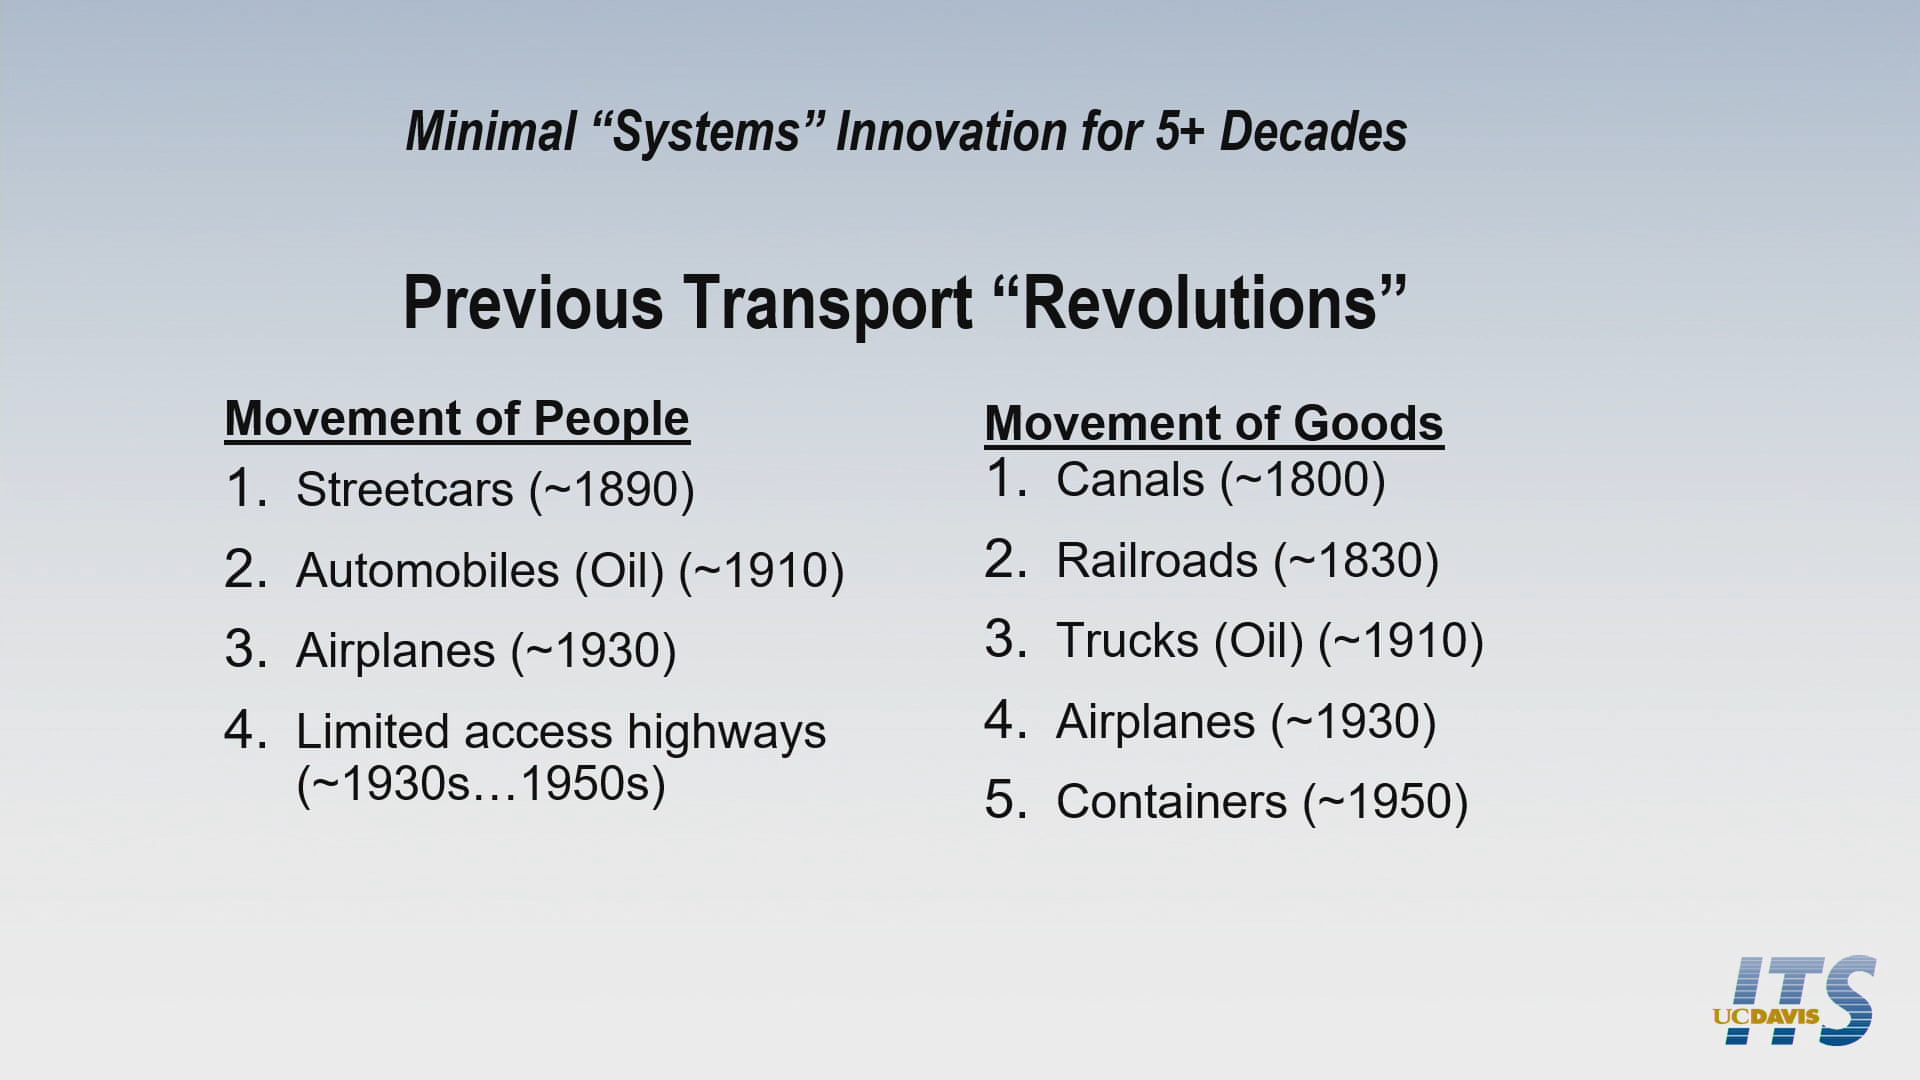 Minimal “Systems” Innovation for 5+ Decades
Previous Transport “Revolutions”
Movement of People
1. Streetcars (~1890)
2. Automobiles (Oil) (~1910)
3. Airplanes (~1930)
4. Limited access highways
(~1930s…1950s)
Movement of Goods
1. Canals (~1800)
2. Railroads (~1830)
3. Trucks (Oil) (~1910)
4. Airplanes (~1930)
5. Containers (~1950)
ITS
UCDAVIS